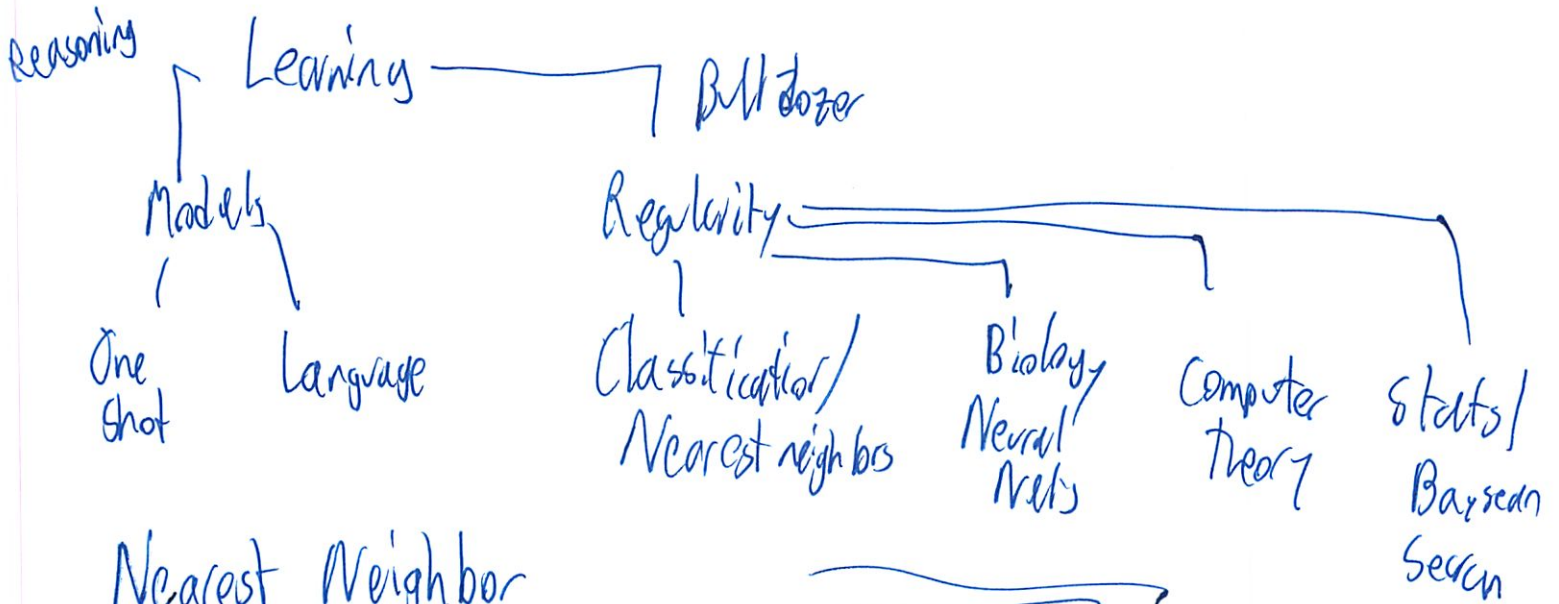 Reasoning
Learning
Bulldozer
Models
Regularity
One
Shot
Language
Classification/
Nearest neighbors
Biology
Neural
Nets
Computer
Theory
Stats/
Baysean
Search
Nearest Neighbor